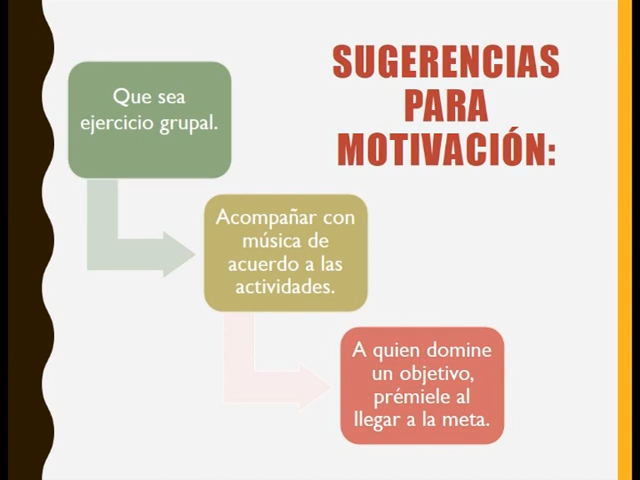 SUGERENCIAS
PARA
MOTIVACIÓN:
Que sea
ejercicio grupal.
Acompañar con
música de
acuerdo a las
actividades.
A quien domine
un objetivo,
prémiele al
llegar a la meta.